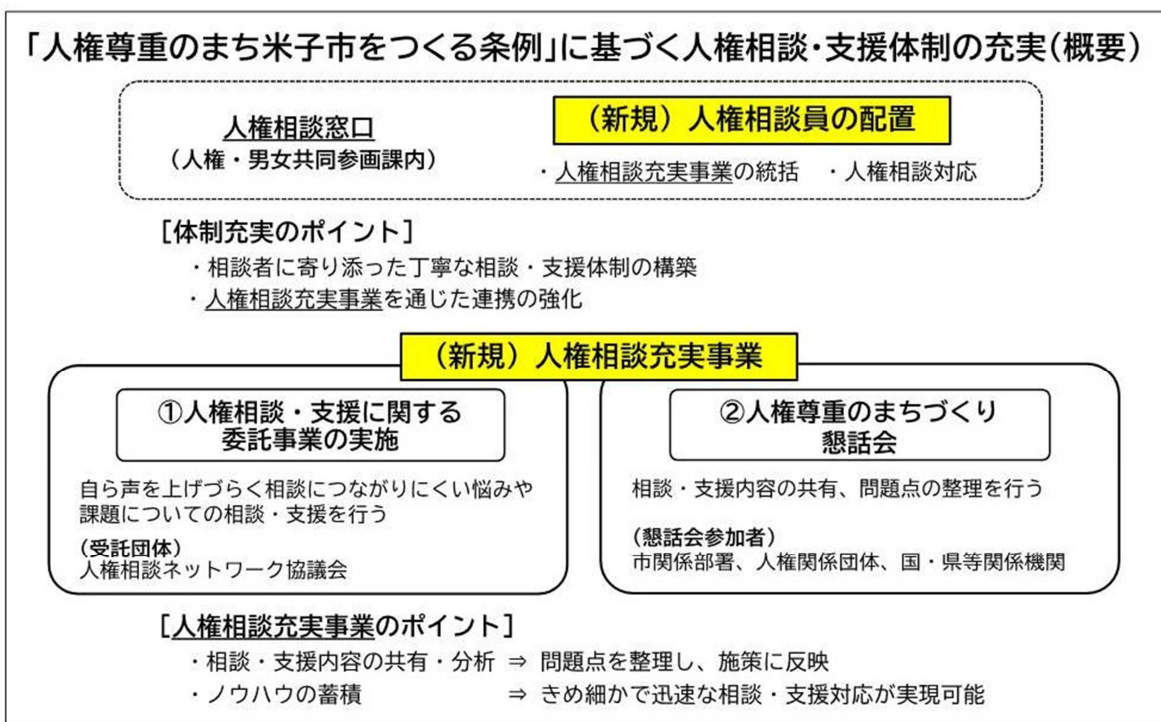 「人権尊重のまち米子市をつくる条例」に基づく人権相談・支援体制の充実（概要）
人権相談窓口
（人権・男女共同参画課内）
（新規）人権相談員の配置
・人権相談充実事業の統括　・人権相談対応
［体制充実のポイント］
・相談者に寄り添った丁寧な相談・支援体制の構築
・人権相談充実事業を通じた連携の強化
（新規）人権相談充実事業
①人権相談・支援に関する
委託事業の実施
自ら声を上げづらく相談につながりにくい悩みや
課題についての相談・支援を行う
（受託団体）
人権相談ネットワーク協議会
②人権尊重のまちづくり
懇話会
相談・支援内容の共有、問題点の整理を行う
（懇話会参加者）
市関係部署、人権関係団体、国・県等関係機関
［人権相談充実事業のポイント］
・相談・支援内容の共有・分析 ⇒ 問題点を整理し、施策に反映
・ノウハウの蓄積 ⇒ きめ細かで迅速な相談・支援対応が実現可能